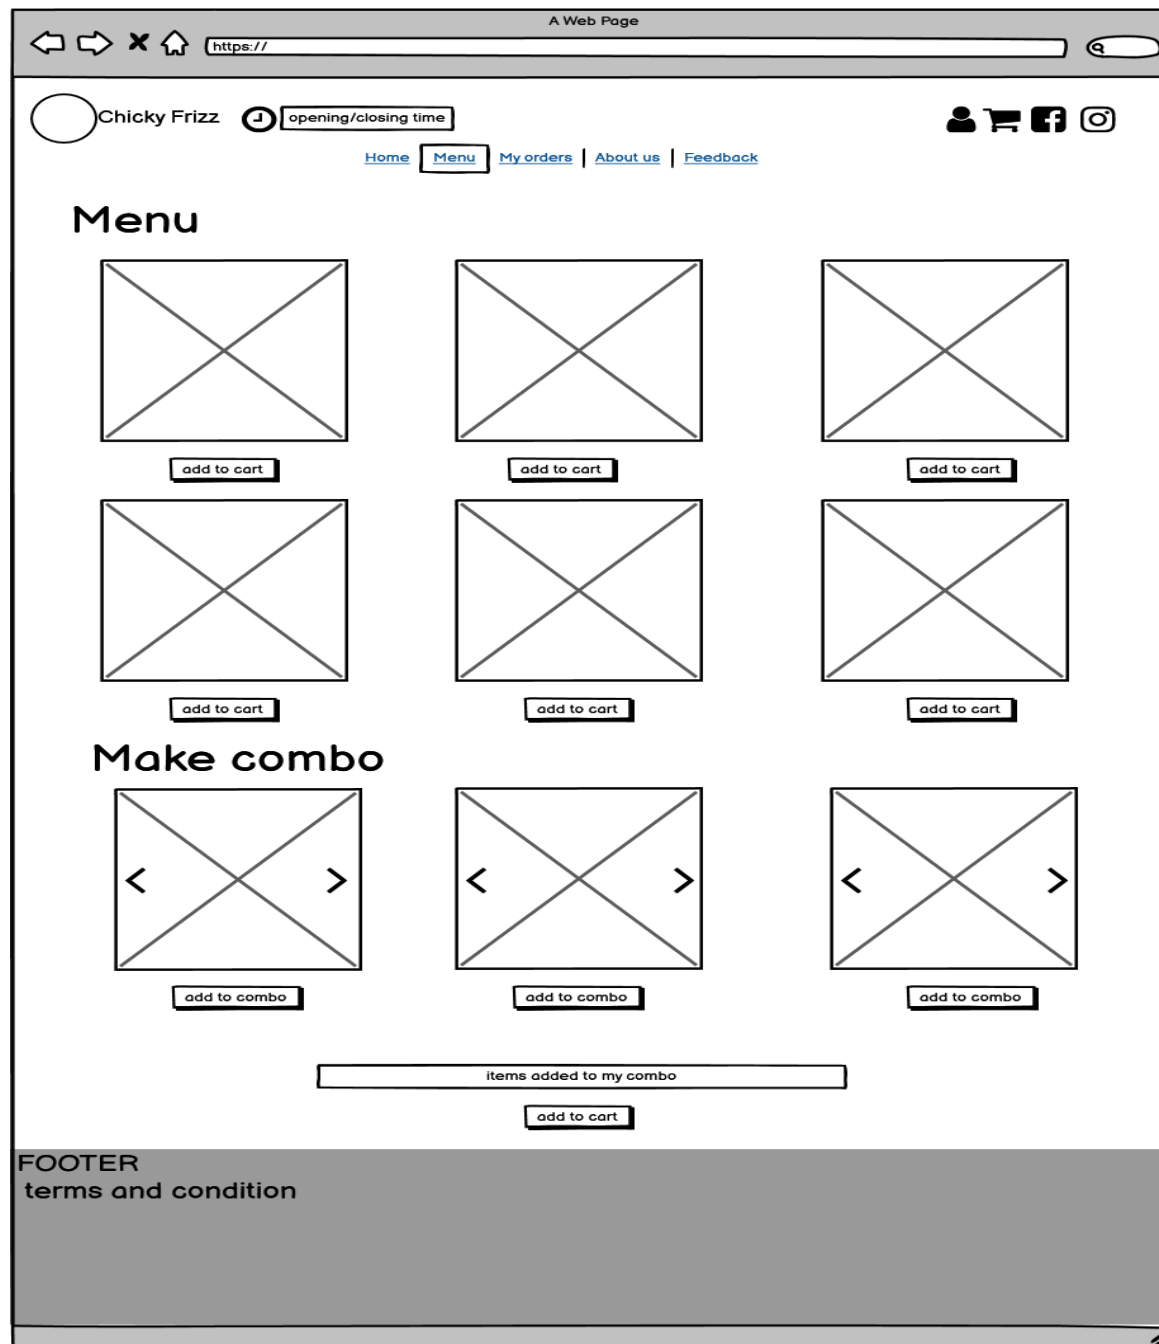 A Web Page
https://
Chicky Frizz opening/closing time
Home Menu My orders About us Feedback
Menu
add to cart add to cart add to cart
add to cart add to cart add to cart
Make combo
add to combo add to combo add to combo
items added to my combo
add to cart
FOOTER
terms and condition